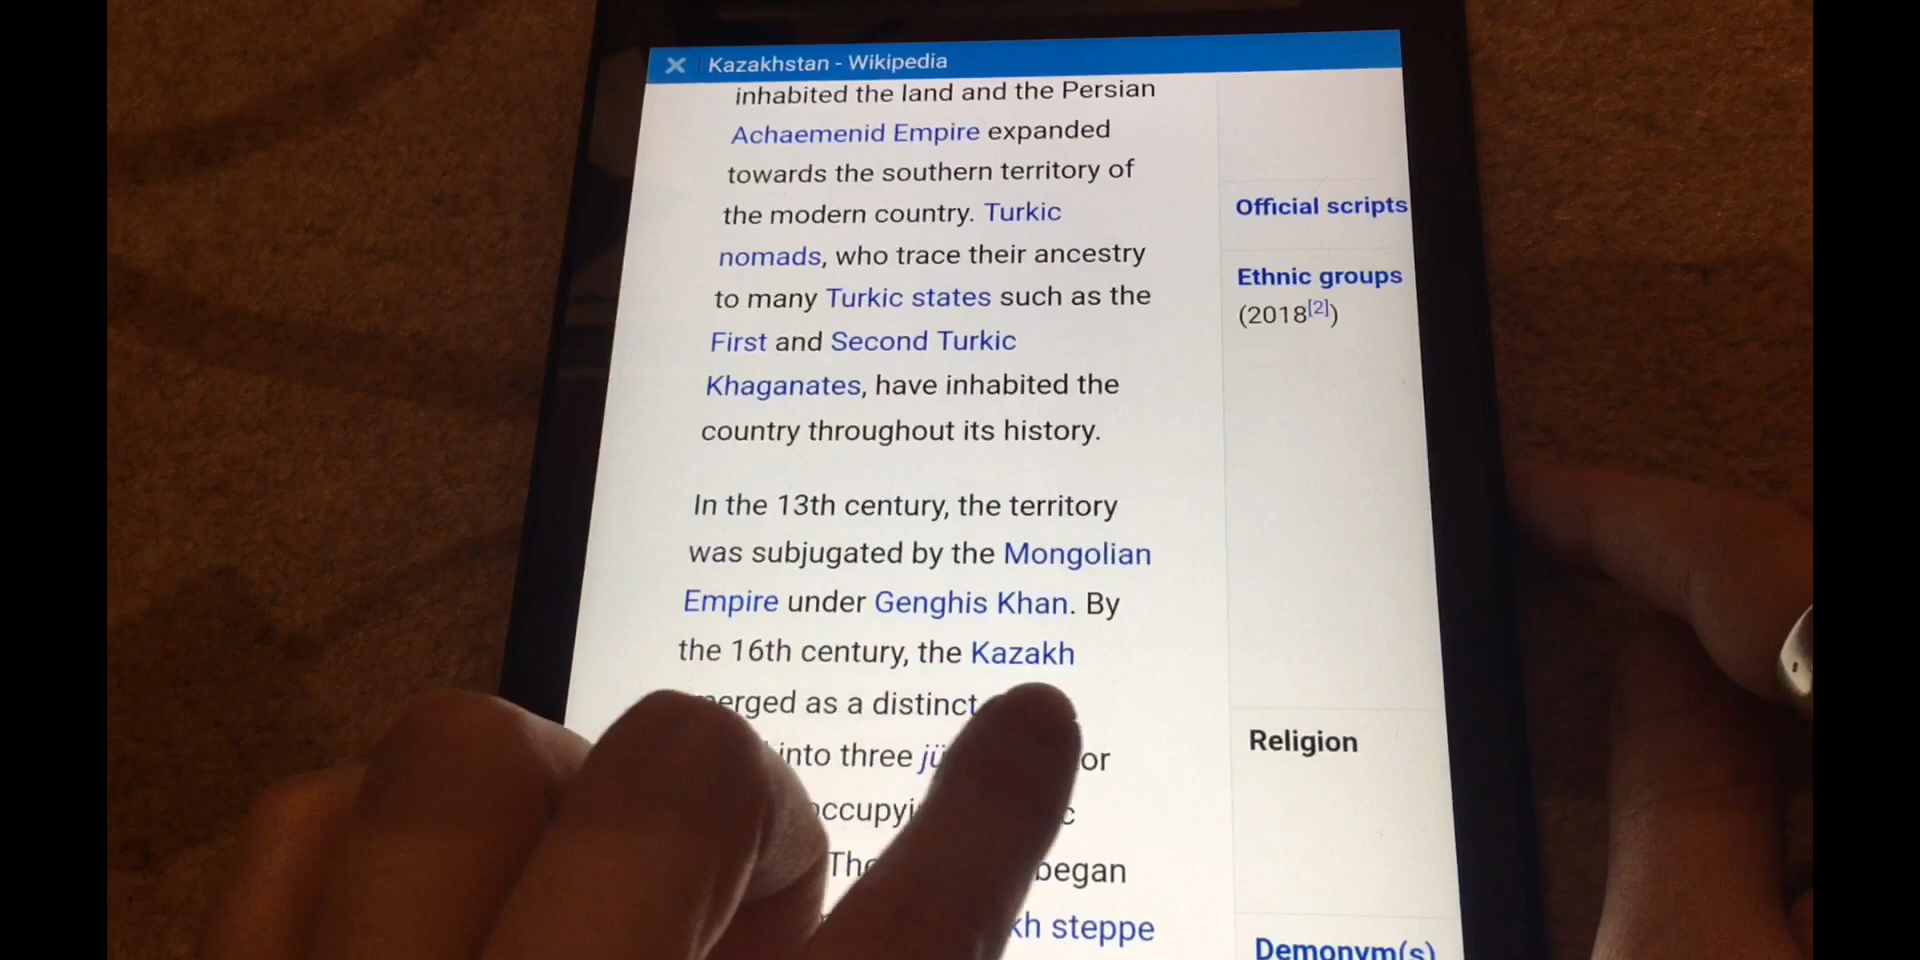 Kazakhstan - Wikipedia
inhabited the land and the Persian
Achaemenid Empire expanded
towards the southern territory of
the modern country. Turkic
nomads, who trace their ancestry
to many Turkic states such as the
First and Second Turkic
Khaganates, have inhabited the
country throughout its history.
In the 13th century, the territory
was subjugated by the Mongolian
Empire under Genghis Khan. By
the 16th century, the Kazakh
as a distinct
into three or
The began
steppe
Official scripts
Ethnic groups
(2018[2])
Religion
Demonym(s)